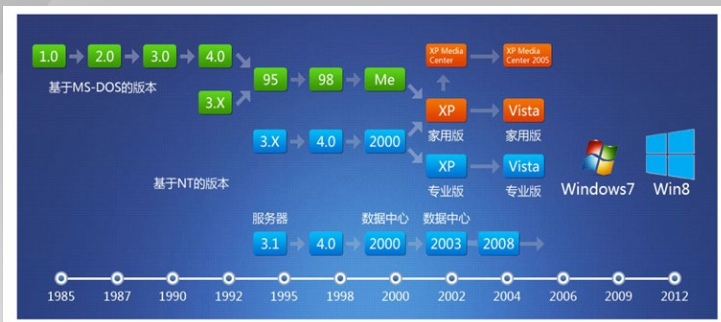 XP Media Center
XP Media Center 2005
1.0
2.0
3.0
4.0
95
98
Me
基于MS-DOS的版本
3.X
XP
Vista
家用版
家用版
3.X
4.0
2000
XP
Vista
基于NT的版本
专业版
专业版
Windows7
Win8
服务器
数据中心
数据中心
3.1
4.0
2000
2003
2008
1985
1987
1990
1992
1995
1998
2000
2002
2004
2006
2009
2012